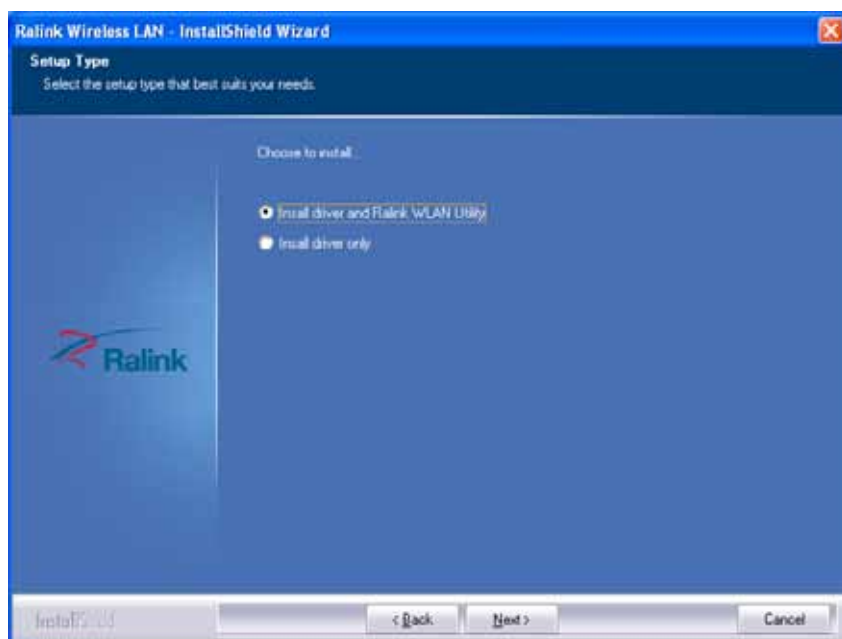 Ralink Wireless LAN - InstallShield Wizard
Setup Type
Select the setup type that best suits your needs.
Choose to install...
Install driver and Ralink WLAN Utility
Install driver only
Ralink
InstallShield
< Back
Next >
Cancel